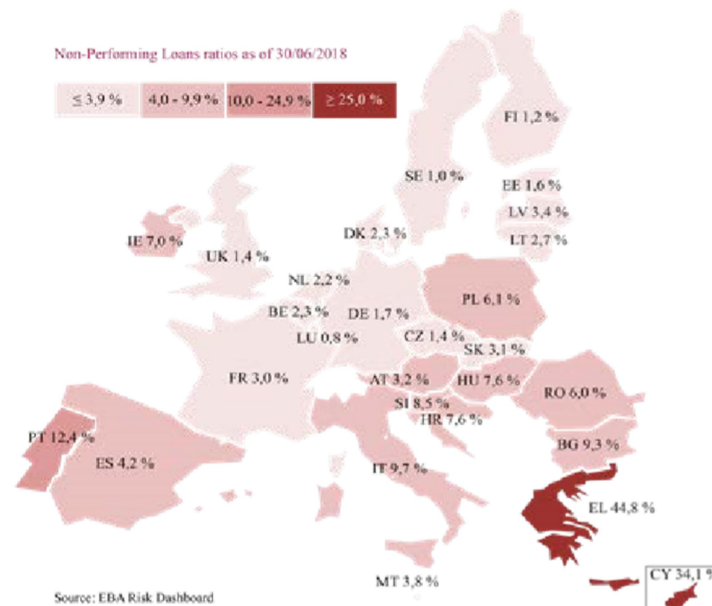 Non-Performing Loans ratios as of 30/06/2018
≤ 3,9 % 4,0 - 9,9 % 10,0 - 24,9 % ≥ 25,0 %
FI 1,2 %
SE 1,0 %
EE 1,6 %
LV 3,4 %
LT 2,7 %
DK 2,3 %
IE 7,0 %
UK 1,4 %
NL 2,2 %
PL 6,1 %
BE 2,3 %
DE 1,7 %
LU 0,8 %
CZ 1,4 %
SK 3,1 %
FR 3,0 %
AT 3,2 %
HU 7,6 %
RO 6,0 %
SI 8,5 %
HR 7,6 %
PT 12,4 %
BG 9,3 %
ES 4,2 %
IT 9,7 %
EL 44,8 %
MT 3,8 %
CY 34,1 %
Source: EBA Risk Dashboard